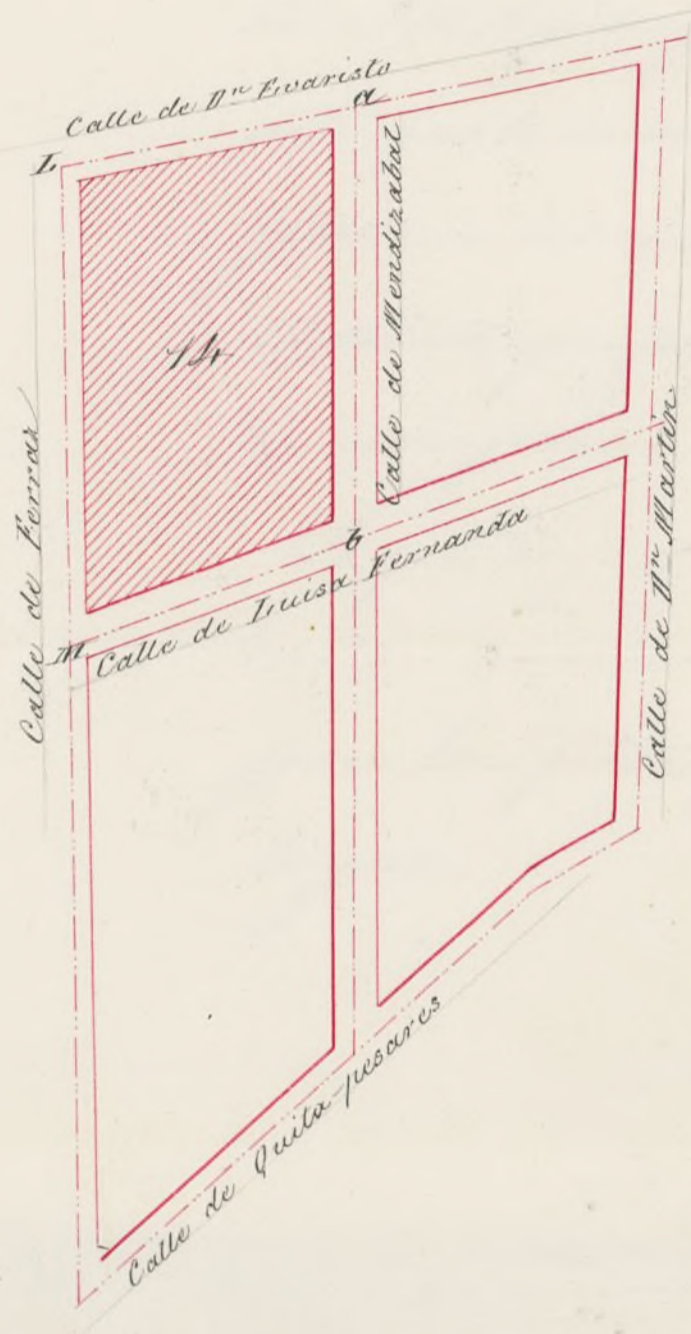 Calle de Dn Evaristo
L
a
Calle de Mendizabal
14
Calle de Ferraz
b
Calle de Luisa Fernanda
M
Calle de Dn Martin
Calle de Quita pesares